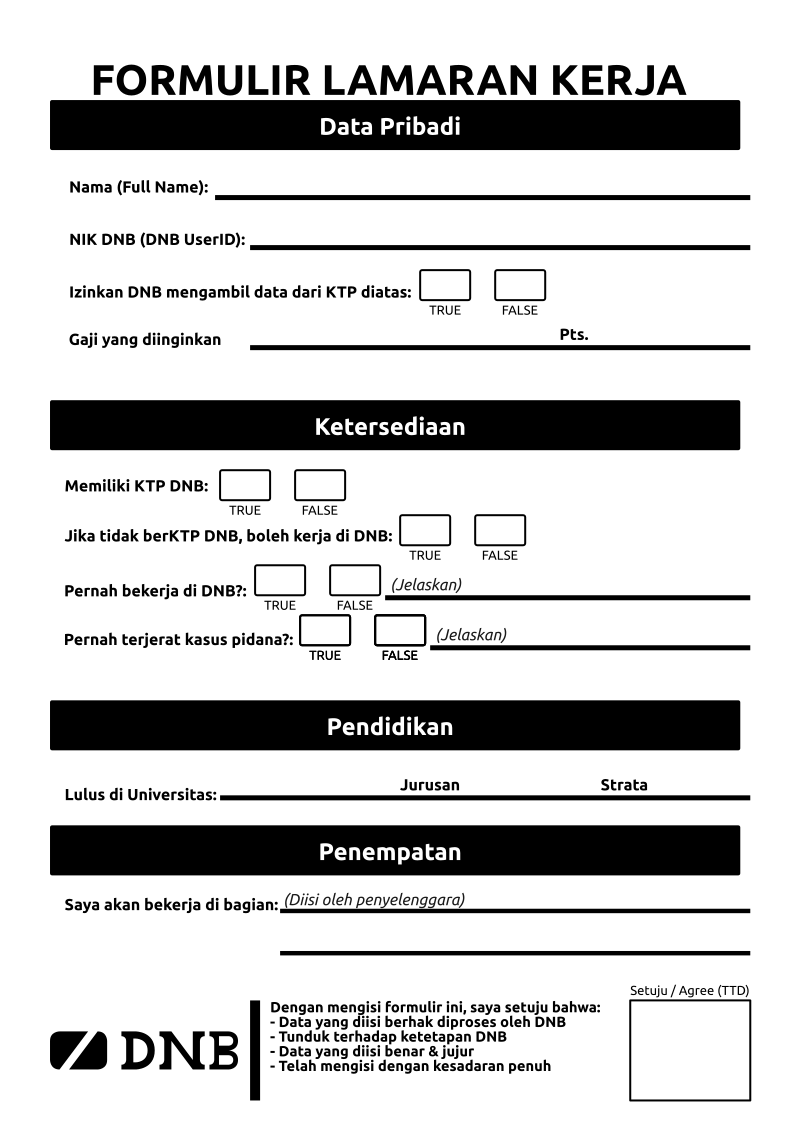 FORMULIR LAMARAN KERJA
Data Pribadi
Nama (Full Name):
NIK DNB (DNB UserID):
Izinkan DNB mengambil data dari KTP diatas:
TRUE FALSE
Gaji yang diinginkan Pts.
Ketersediaan
Memiliki KTP DNB:
TRUE FALSE
Jika tidak berKTP DNB, boleh kerja di DNB:
TRUE FALSE
Pernah bekerja di DNB?: (Jelaskan)
TRUE FALSE
Pernah terjerat kasus pidana?: (Jelaskan)
TRUE FALSE
Pendidikan
Lulus di Universitas: Jurusan Strata
Penempatan
Saya akan bekerja di bagian: (Diisi oleh penyelenggara)
DNB
Dengan mengisi formulir ini, saya setuju bahwa:
- Data yang diisi berhak diproses oleh DNB
- Tunduk terhadap ketetapan DNB
- Data yang diisi benar & jujur
- Telah mengisi dengan kesadaran penuh
Setuju / Agree (TTD)